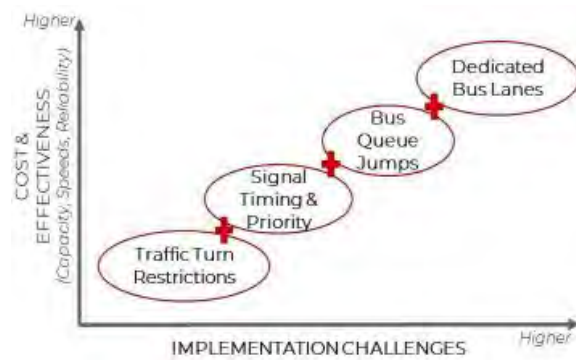 Higher
COST &
EFFECTIVENESS
(Capacity, Speeds, Reliability)
Dedicated
Bus Lanes
Bus
Queue
Jumps
Signal
Timing &
Priority
Traffic Turn
Restrictions
Higher
IMPLEMENTATION CHALLENGES